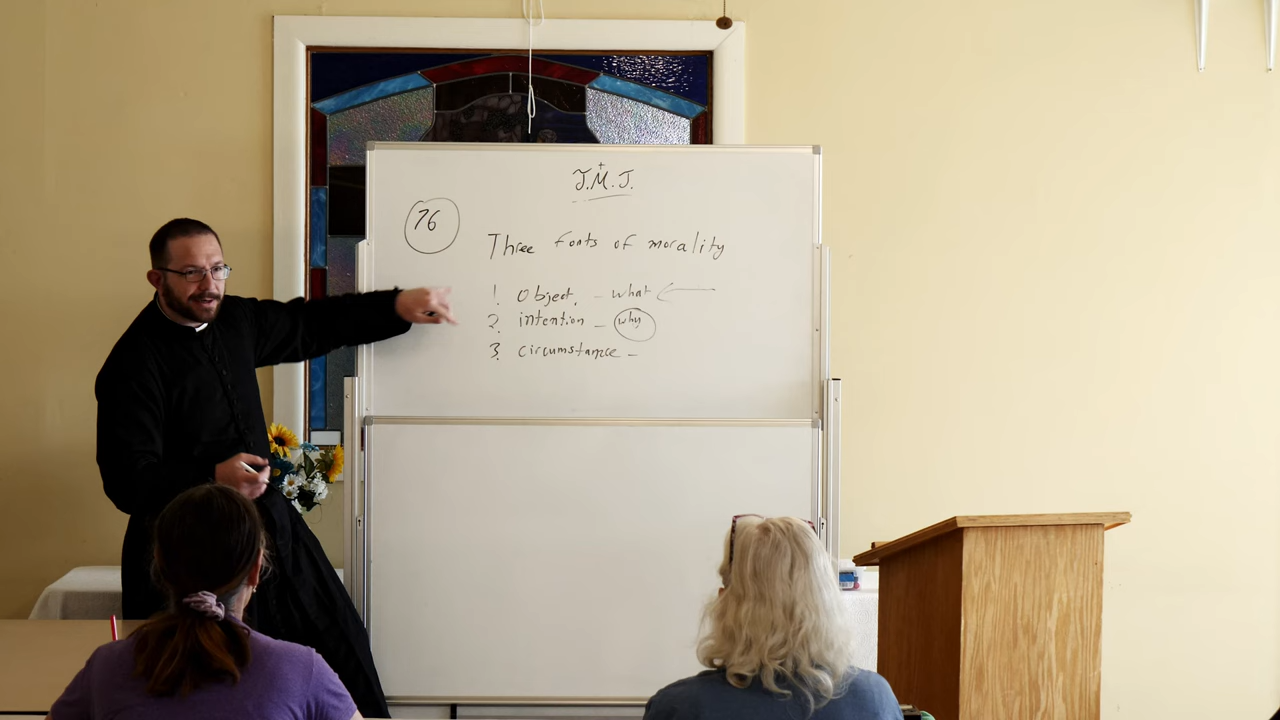 J.M.J.
76
Three fonts of morality
1. Object. - what
2. intention - why
3. circumstance -